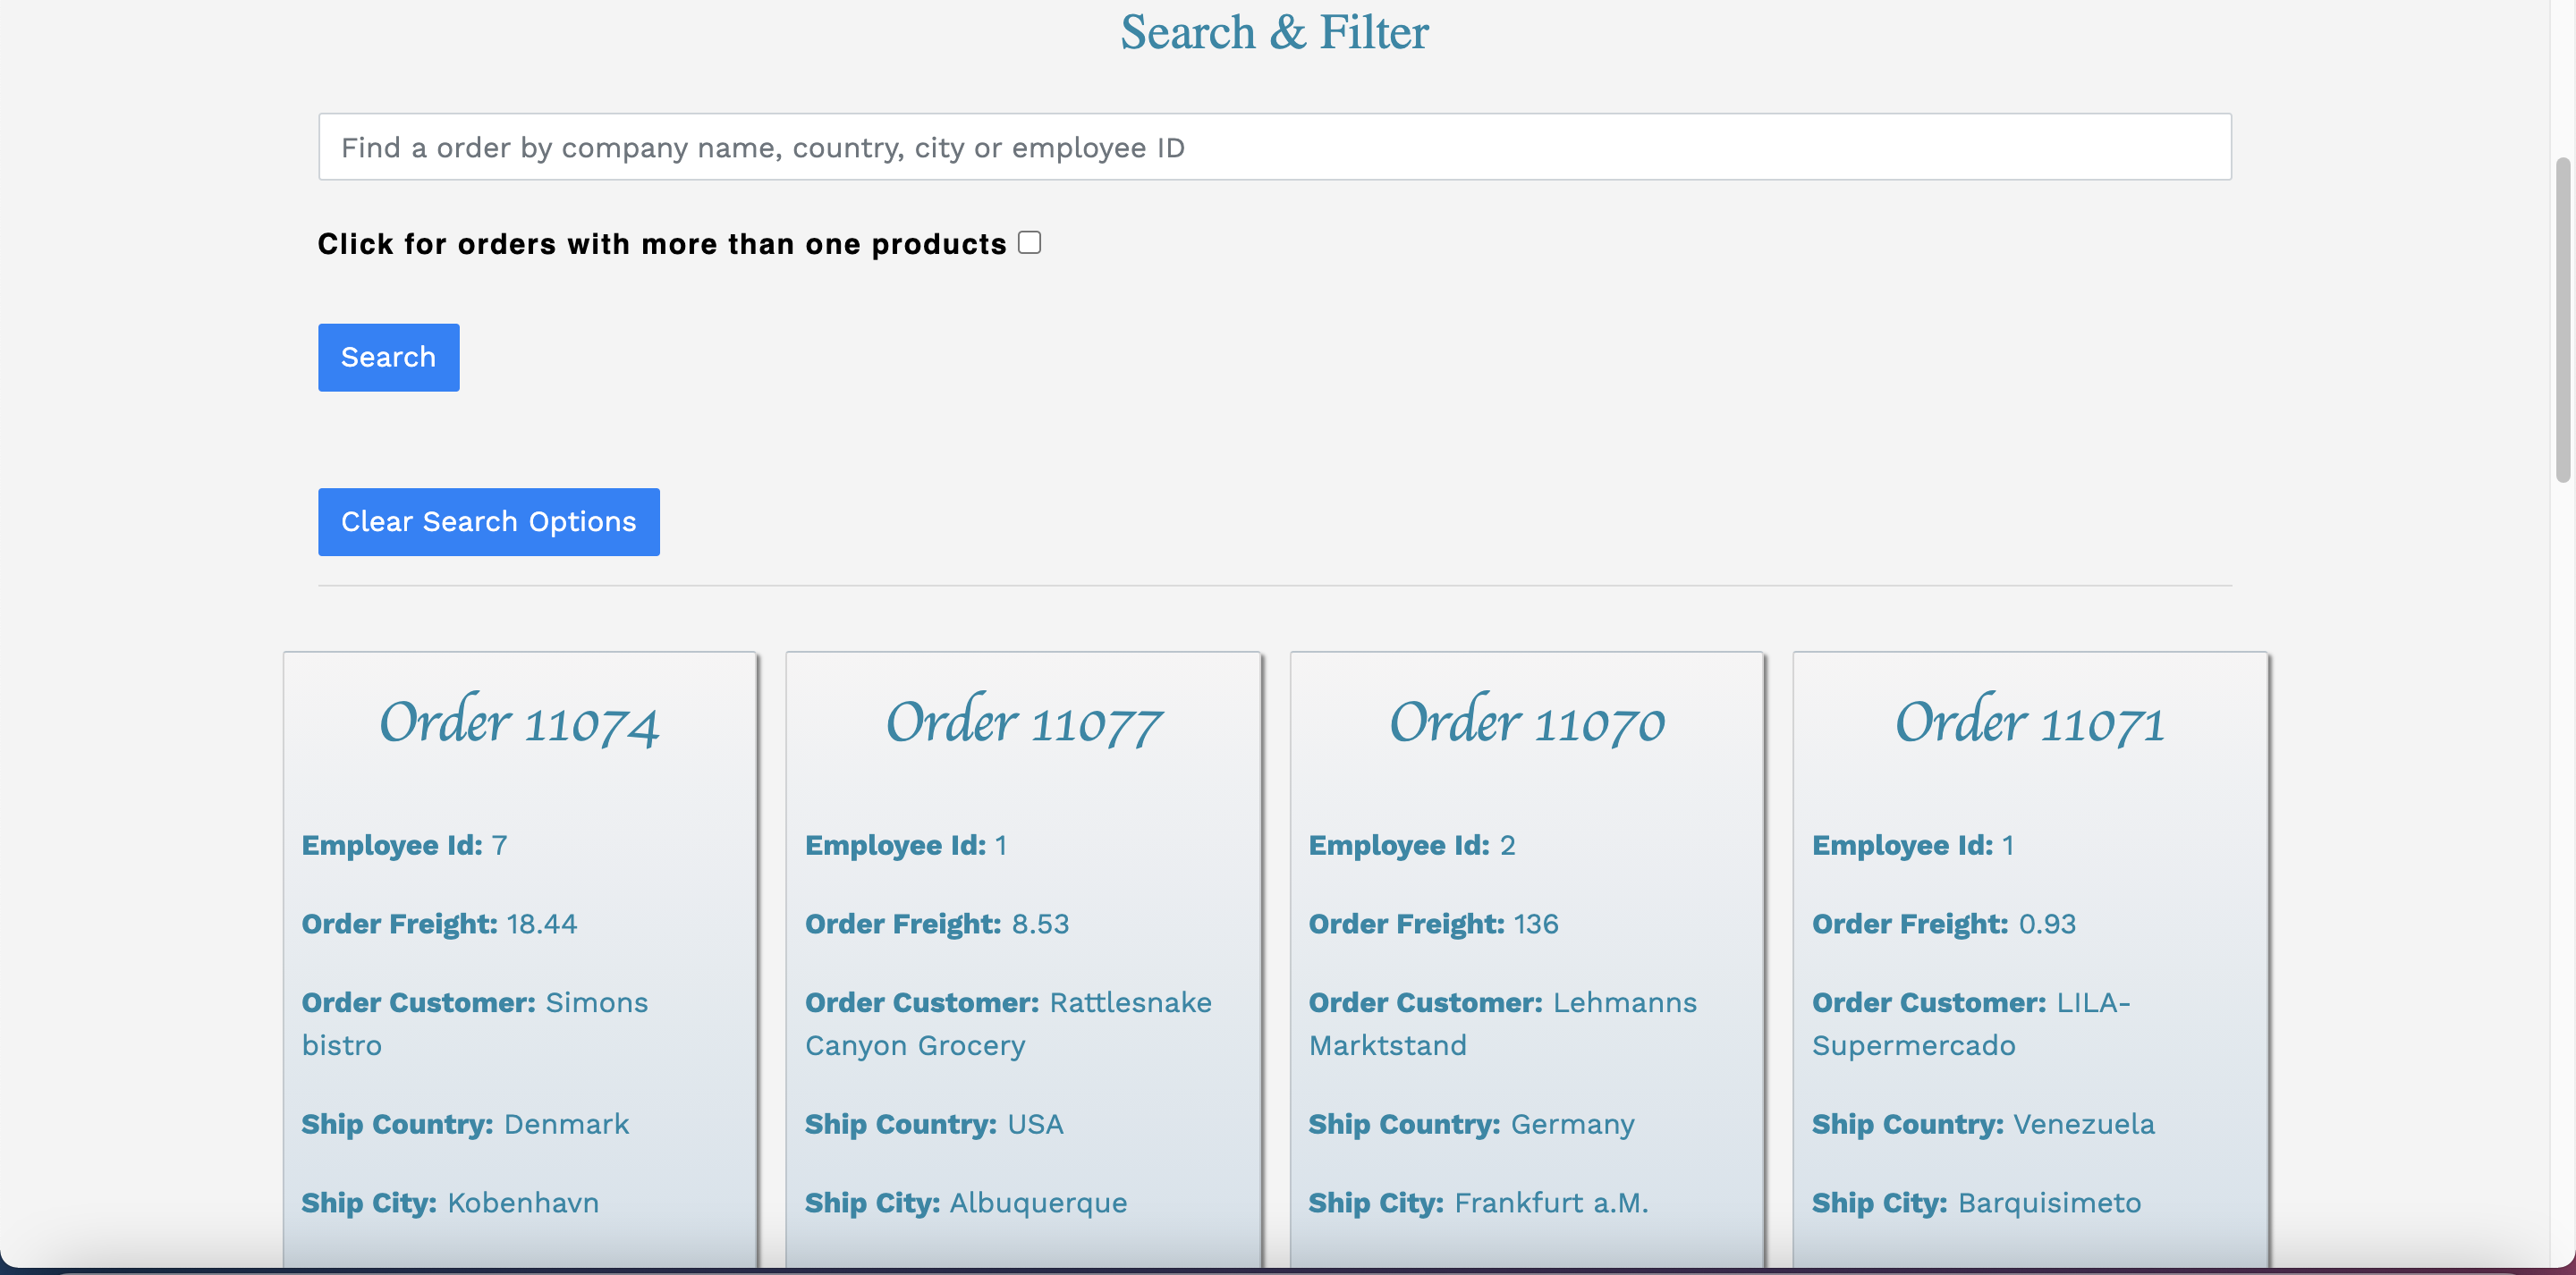 Search & Filter
Find a order by company name, country, city or employee ID
Click for orders with more than one products
Search
Clear Search Options
Order 11074
Employee Id: 7
Order Freight: 18.44
Order Customer: Simons
bistro
Ship Country: Denmark
Ship City: Kobenhavn
Order 11077
Employee Id: 1
Order Freight: 8.53
Order Customer: Rattlesnake
Canyon Grocery
Ship Country: USA
Ship City: Albuquerque
Order 11070
Employee Id: 2
Order Freight: 136
Order Customer: Lehmanns
Marktstand
Ship Country: Germany
Ship City: Frankfurt a.M.
Order 11071
Employee Id: 1
Order Freight: 0.93
Order Customer: LILA-
Supermercado
Ship Country: Venezuela
Ship City: Barquisimeto